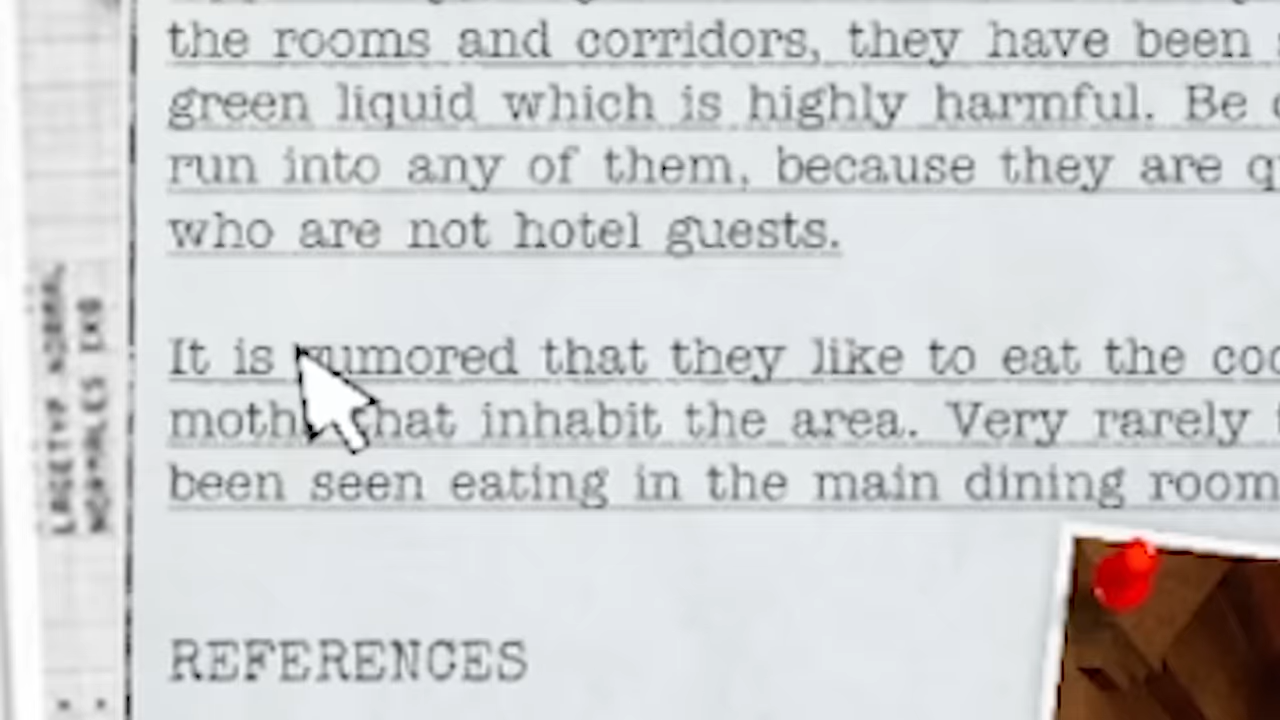 the rooms and corridors, they have been
green liquid which is highly harmful. Be
run into any of them, because they are
who are not hotel guests.
It is rumored that they like to eat the
that inhabit the area. Very rarely
been seen eating in the main dining room
REFERENCES